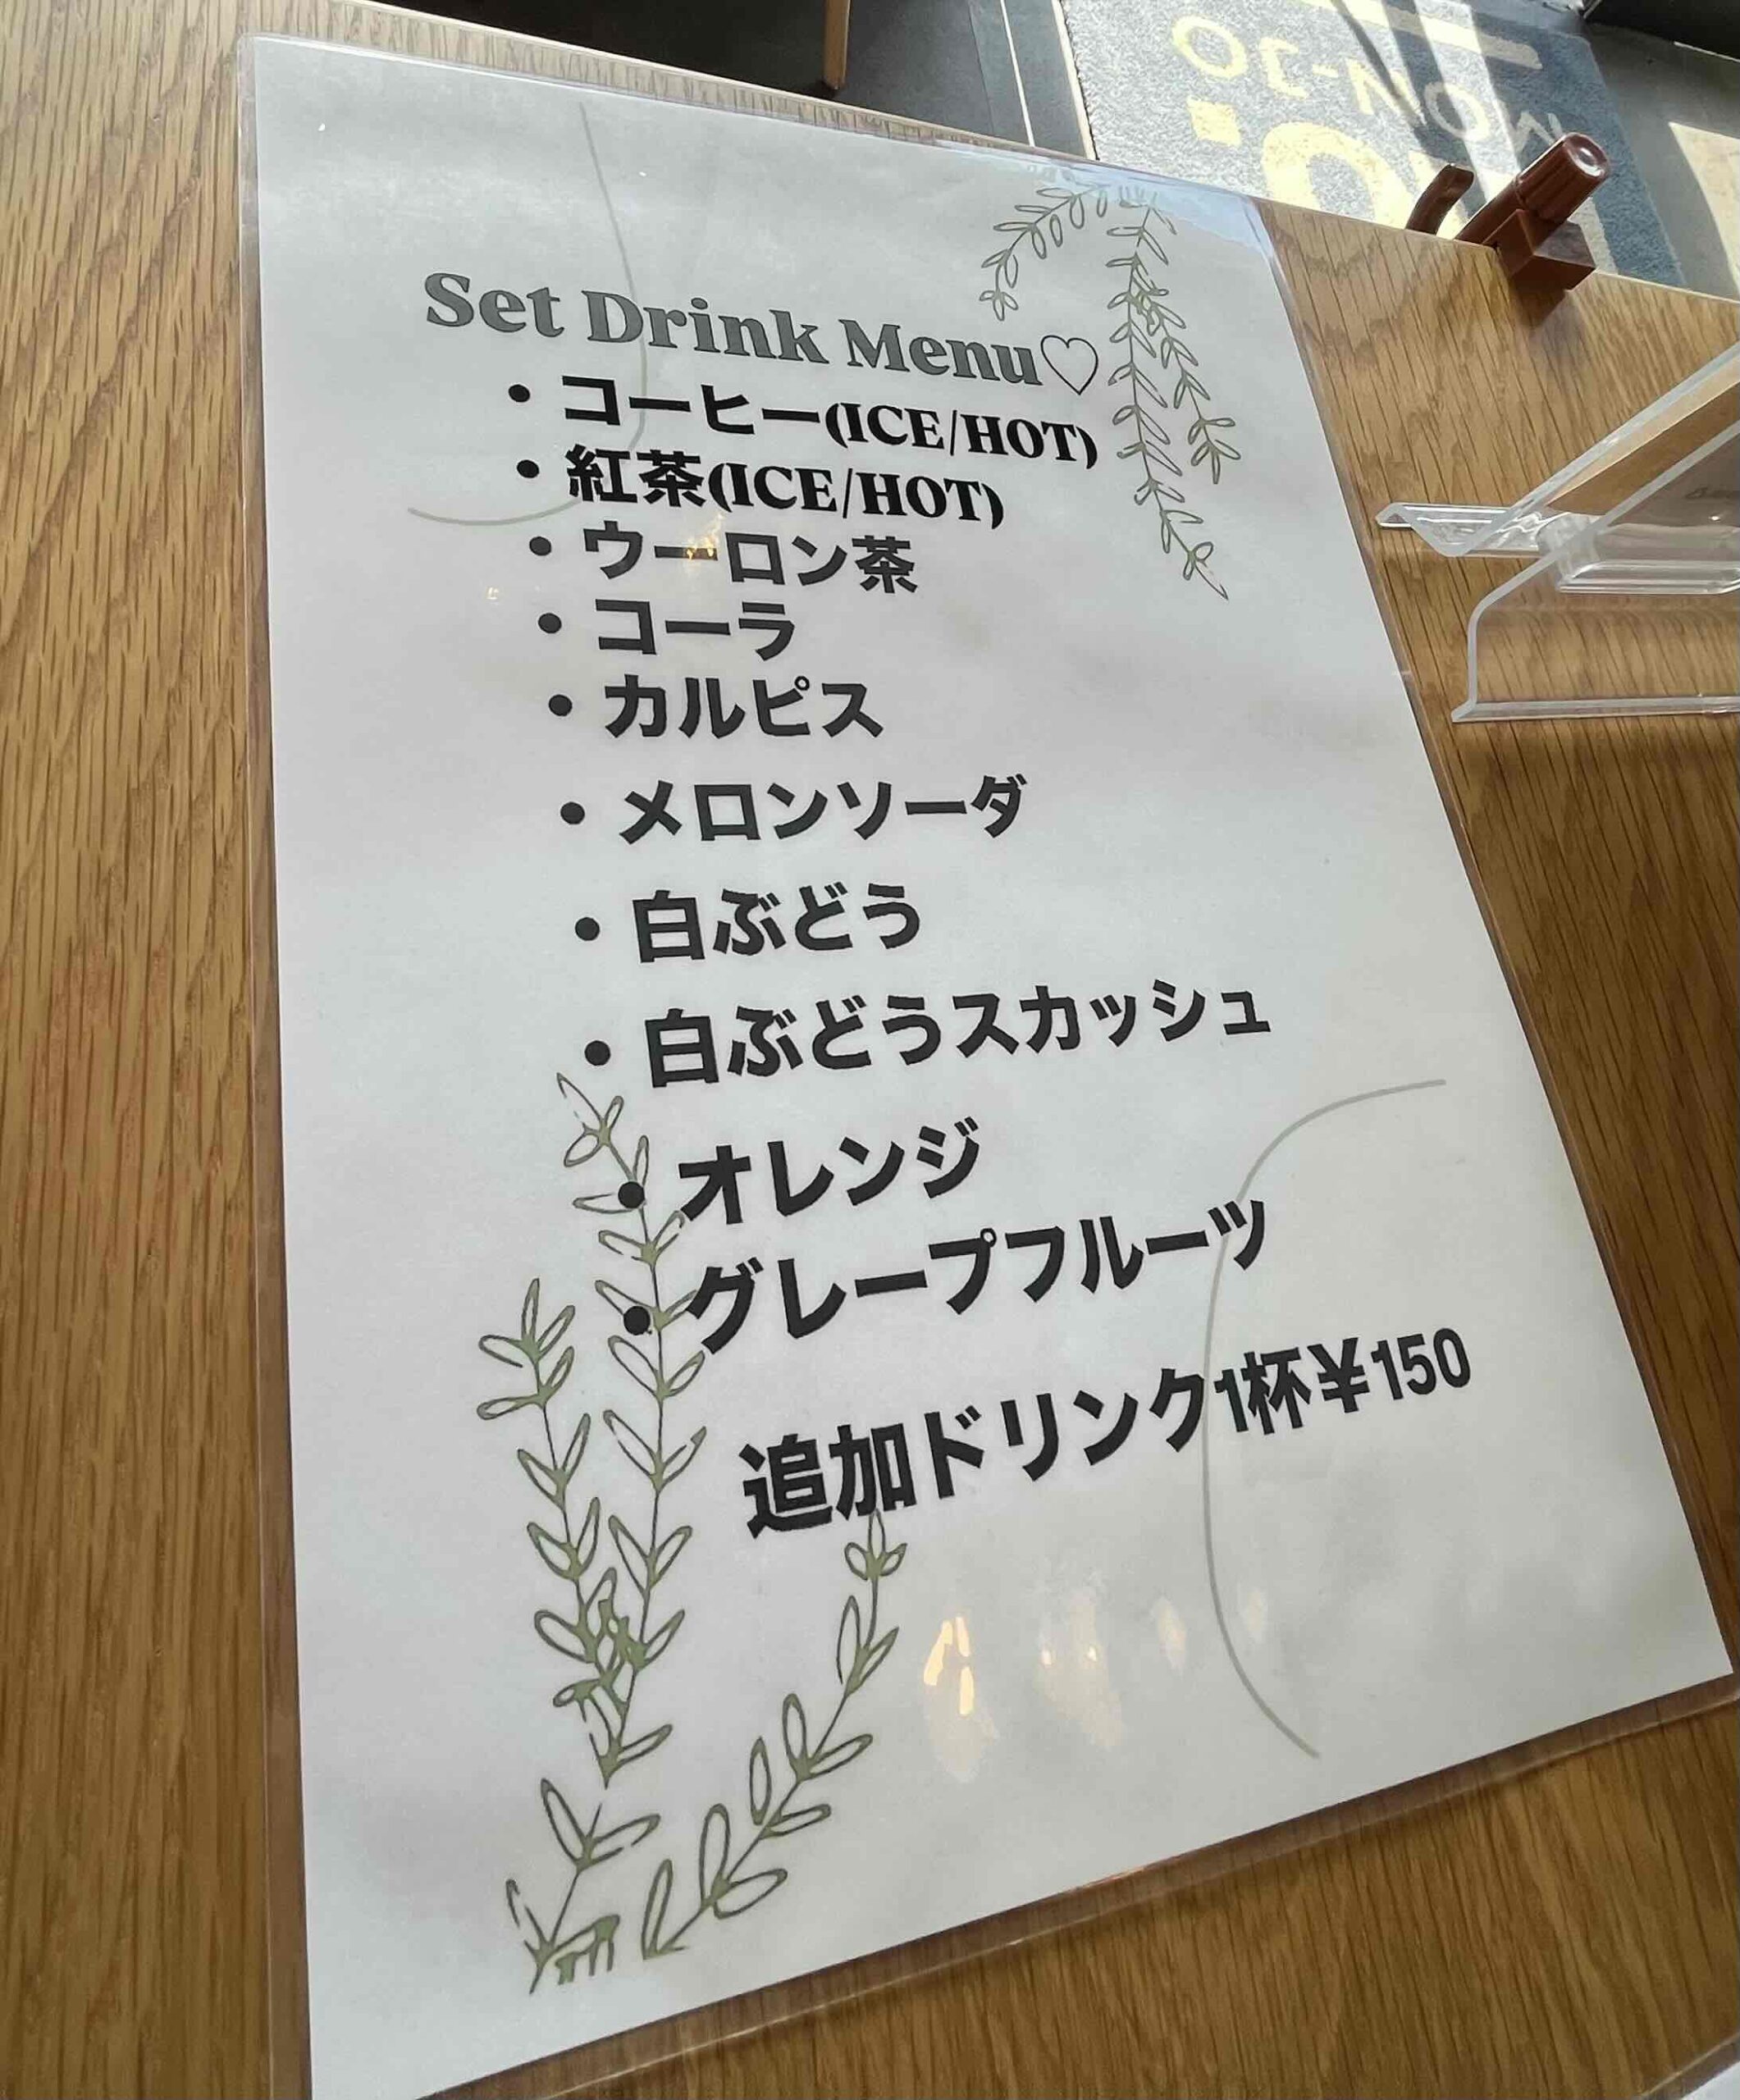 Set Drink Menu♡
・コーヒー(ICE/HOT)
・紅茶(ICE/HOT)
・ウーロン茶
・コーラ
・カルピス
・メロンソーダ
・白ぶどう
・白ぶどうスカッシュ
・オレンジ
・グレープフルーツ
追加ドリンク1杯¥150